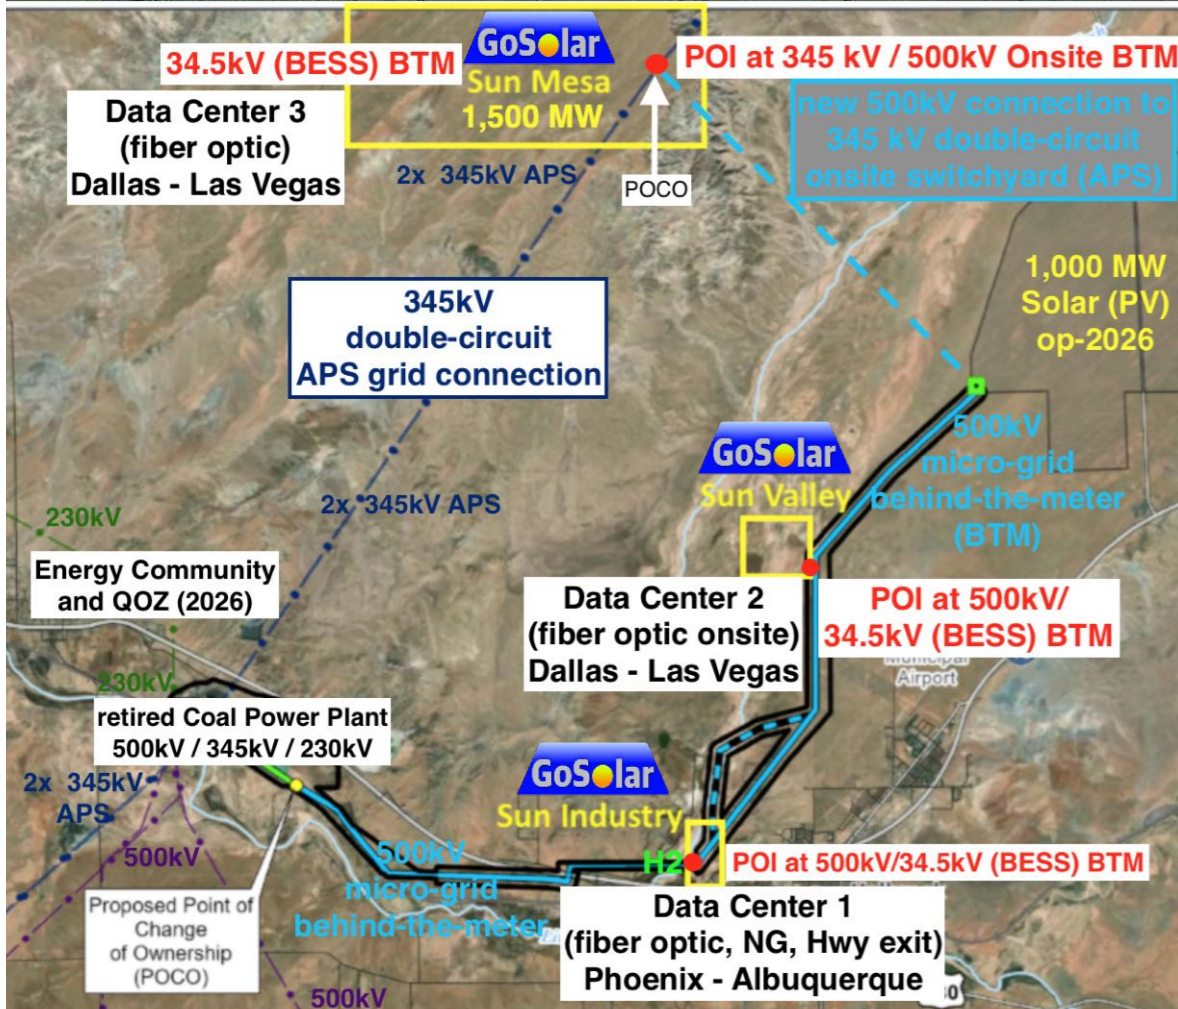 GoSolar
Sun Mesa
1,500 MW
34.5kV (BESS) BTM
POI at 345 kV / 500kV Onsite BTM
Data Center 3
(fiber optic)
Dallas - Las Vegas
new 500kV connection to
345 kV double-circuit
onsite switchyard (APS)
2x 345kV APS
POCO
1,000 MW
Solar (PV)
op-2026
345kV
double-circuit
APS grid connection
500kV
micro-grid
behind-the-meter
(BTM)
GoSolar
Sun Valley
2x 345kV APS
230kV
Energy Community
and QOZ (2026)
Data Center 2
(fiber optic onsite)
Dallas - Las Vegas
POI at 500kV/
34.5kV (BESS) BTM
Municipal
Airport
230kV
retired Coal Power Plant
500kV / 345kV / 230kV
2x 345kV
APS
GoSolar
Sun Industry
500kV
500kV
micro-grid
behind-the-meter
H2
POI at 500kV/34.5kV (BESS) BTM
Proposed Point of
Change
of Ownership
(POCO)
Data Center 1
(fiber optic, NG, Hwy exit)
Phoenix - Albuquerque
500kV